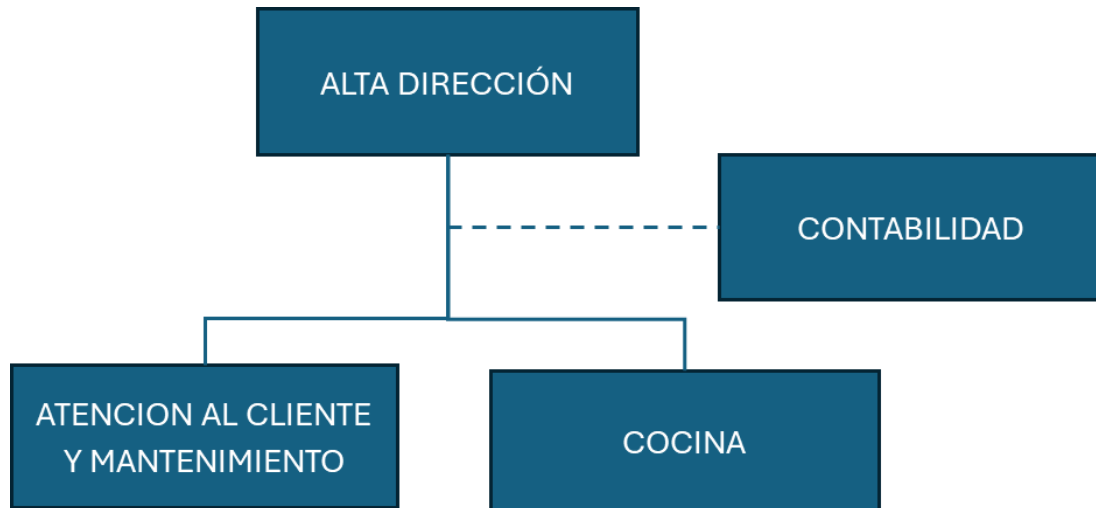 ALTA DIRECCIÓN
CONTABILIDAD
ATENCION AL CLIENTE
Y MANTENIMIENTO
COCINA